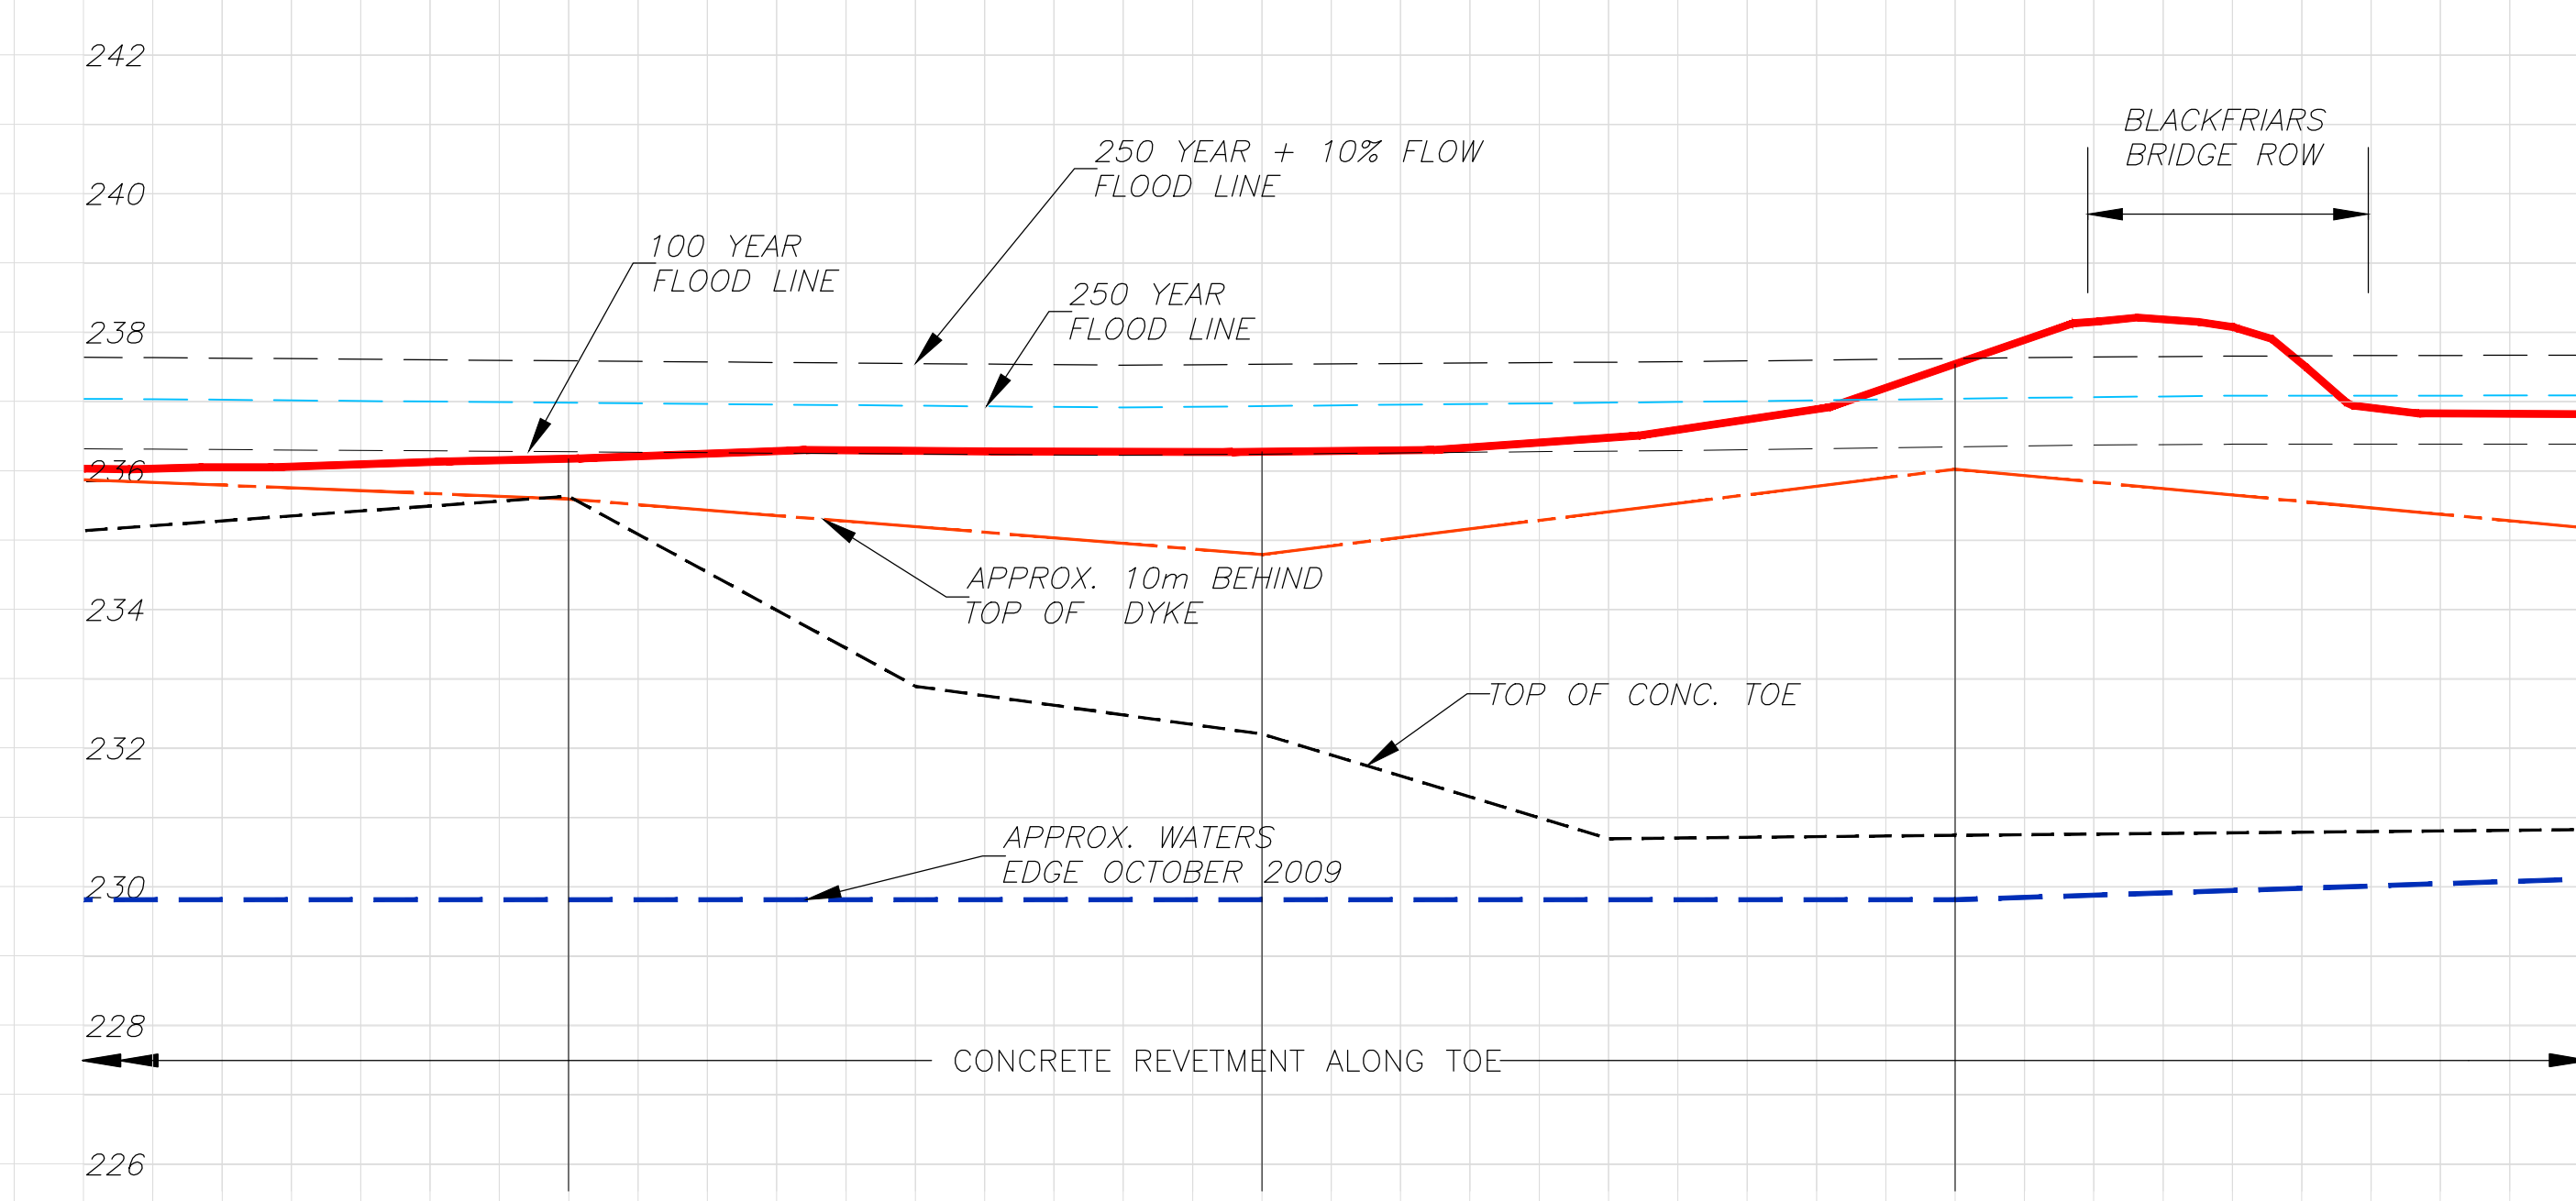 242
240
238
236
234
232
230
228
226
250 YEAR + 10% FLOW
FLOOD LINE
100 YEAR
FLOOD LINE
250 YEAR
FLOOD LINE
BLACKFRIARS
BRIDGE ROW
APPROX. 10m BEHIND
TOP OF DYKE
TOP OF CONC. TOE
APPROX. WATERS
EDGE OCTOBER 2009
CONCRETE REVETMENT ALONG TOE